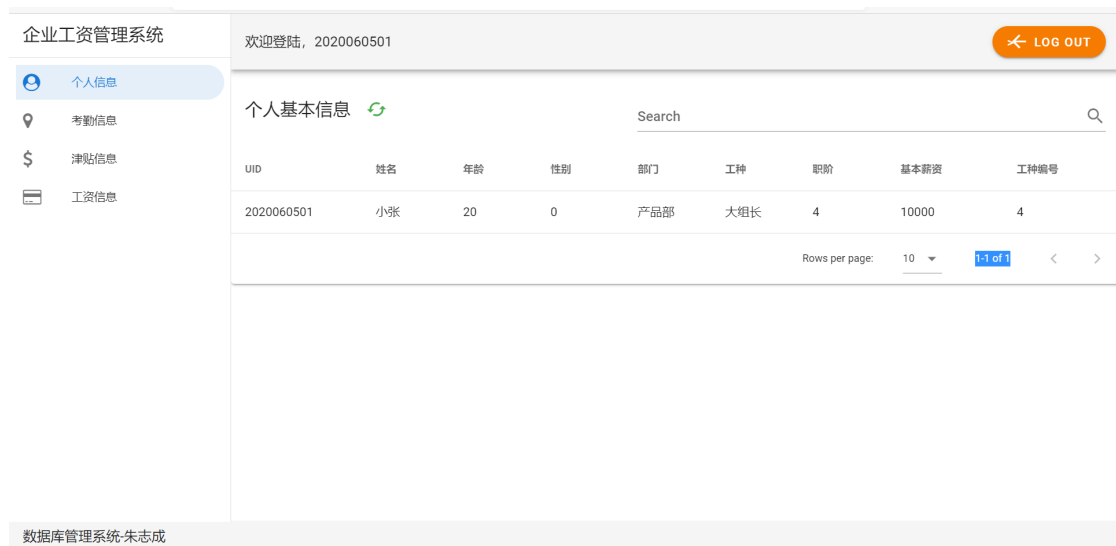 企业工资管理系统
欢迎登陆，2020060501
LOG OUT
个人信息
考勤信息
津贴信息
工资信息
个人基本信息
Search
UID 姓名 年龄 性别 部门 工种 职阶 基本薪资 工种编号
2020060501 小张 20 0 产品部 大组长 4 10000 4
Rows per page: 10 1-1 of 1
数据库管理系统-朱志成